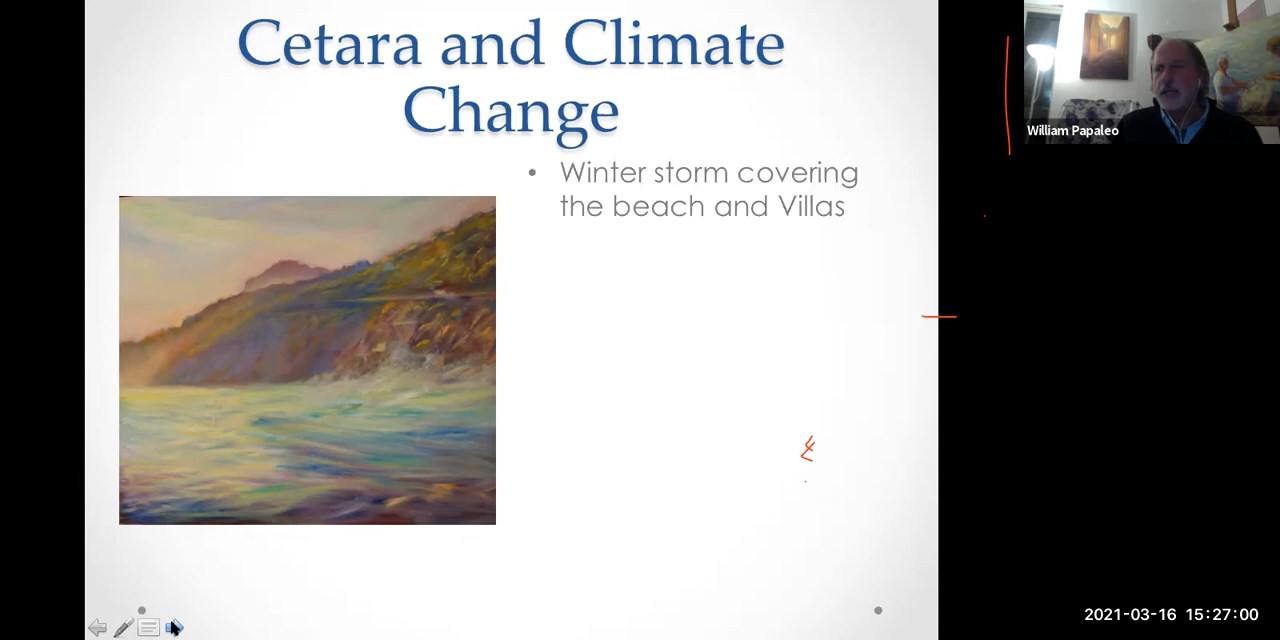 Cetara and Climate
Change
• Winter storm covering
the beach and Villas
William Papaleo
2021-03-16 15:27:00